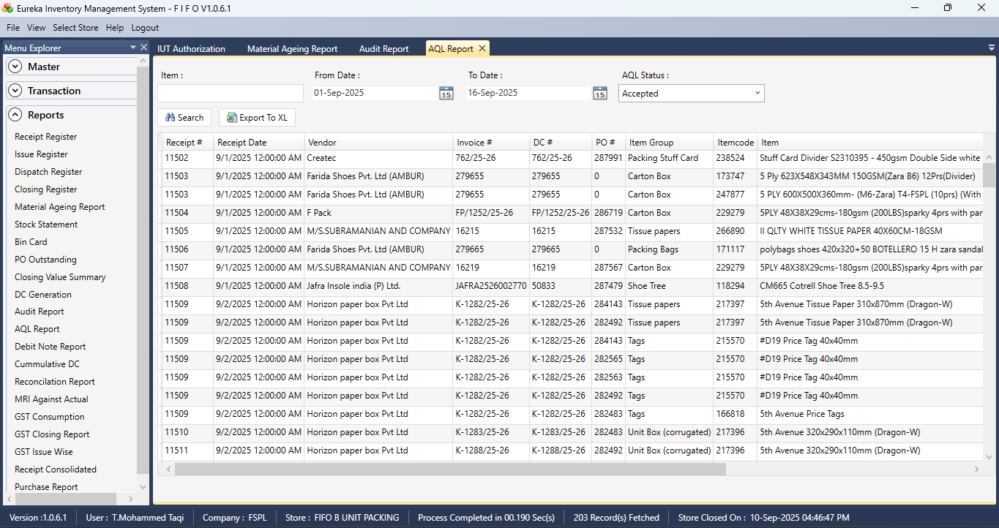 Eureka Inventory Management System - F I F O V1.0.6.1
File View Select Store Help Logout
Menu Explorer
Master
Transaction
Reports
Receipt Register
Issue Register
Dispatch Register
Closing Register
Material Ageing Report
Stock Statement
Bin Card
PO Outstanding
Closing Value Summary
DC Generation
Audit Report
AQL Report
Debit Note Report
Cummulative DC
Reconcilation Report
MRI Against Actual
GST Consumption
GST Closing Report
GST Issue Wise
Receipt Consolidated
Purchase Report
IUT Authorization Material Ageing Report Audit Report AQL Report
Item : From Date : To Date : AQL Status :
01-Sep-2025 15 16-Sep-2025 15 Accepted
Search Export To XL
Receipt # Receipt Date Vendor Invoice # DC # PO # Item Group Itemcode Item
11502 9/1/2025 12:00:00 AM Createc 762/25-26 762/25-26 287991 Packing Stuff Card 238524 Stuff Card Divider S2310395 - 450gsm Double Side white
11503 9/1/2025 12:00:00 AM Farida Shoes Pvt. Ltd (AMBUR) 279655 279655 0 Carton Box 173747 5 Ply 623X548X343MM 150GSM(Zara B6) 12Prs(Divider)
11503 9/1/2025 12:00:00 AM Farida Shoes Pvt. Ltd (AMBUR) 279655 279655 0 Carton Box 247877 5 PLY 600X500X360mm- (M6-Zara) T4-FSPL (10prs) (With
11504 9/1/2025 12:00:00 AM F Pack FP/1252/25-26 FP/1252/25-26 286719 Carton Box 229279 5PLY 48X38X29cms-180gsm (200LBS)sparky 4prs with par
11505 9/1/2025 12:00:00 AM M/S.SUBRAMANIAN AND COMPANY 16215 16215 287532 Tissue papers 266890 II QLTY WHITE TISSUE PAPER 40X60CM-18GSM
11506 9/1/2025 12:00:00 AM Farida Shoes Pvt. Ltd (AMBUR) 279665 279665 0 Packing Bags 171117 polybags shoes 420x320+50 BOTELLERO 15 H zara sandal
11507 9/1/2025 12:00:00 AM M/S.SUBRAMANIAN AND COMPANY 16219 16219 287567 Carton Box 229279 5PLY 48X38X29cms-180gsm (200LBS)sparky 4prs with par
11508 9/1/2025 12:00:00 AM Jafra Insole india (P) Ltd. JAFRA2526002770 50833 287479 Shoe Tree 118294 CM665 Cotrell Shoe Tree 8.5-9.5
11509 9/2/2025 12:00:00 AM Horizon paper box Pvt Ltd K-1282/25-26 K-1282/25-26 284143 Tissue papers 217397 5th Avenue Tissue Paper 310x870mm (Dragon-W)
11509 9/2/2025 12:00:00 AM Horizon paper box Pvt Ltd K-1282/25-26 K-1282/25-26 282492 Tissue papers 217397 5th Avenue Tissue Paper 310x870mm (Dragon-W)
11509 9/2/2025 12:00:00 AM Horizon paper box Pvt Ltd K-1282/25-26 K-1282/25-26 284143 Tags 215570 #D19 Price Tag 40x40mm
11509 9/2/2025 12:00:00 AM Horizon paper box Pvt Ltd K-1282/25-26 K-1282/25-26 282565 Tags 215570 #D19 Price Tag 40x40mm
11509 9/2/2025 12:00:00 AM Horizon paper box Pvt Ltd K-1282/25-26 K-1282/25-26 282563 Tags 215570 #D19 Price Tag 40x40mm
11509 9/2/2025 12:00:00 AM Horizon paper box Pvt Ltd K-1282/25-26 K-1282/25-26 282492 Tags 215570 #D19 Price Tag 40x40mm
11509 9/2/2025 12:00:00 AM Horizon paper box Pvt Ltd K-1282/25-26 K-1282/25-26 282483 Tags 166818 5th Avenue Price Tags
11510 9/2/2025 12:00:00 AM Horizon paper box Pvt Ltd K-1283/25-26 K-1283/25-26 282483 Unit Box (corrugated) 217396 5th Avenue 320x290x110mm (Dragon-W)
11511 9/2/2025 12:00:00 AM Horizon paper box Pvt Ltd K-1288/25-26 K-1288/25-26 282492 Unit Box (corrugated) 217396 5th Avenue 320x290x110mm (Dragon-W)
Version :1.0.6.1 User : T.Mohammed Taqi Company : FSPL Store : FIFO B UNIT PACKING Process Completed in 00.190 Sec(s) 203 Record(s) Fetched Store Closed On : 10-Sep-2025 04:46:47 PM